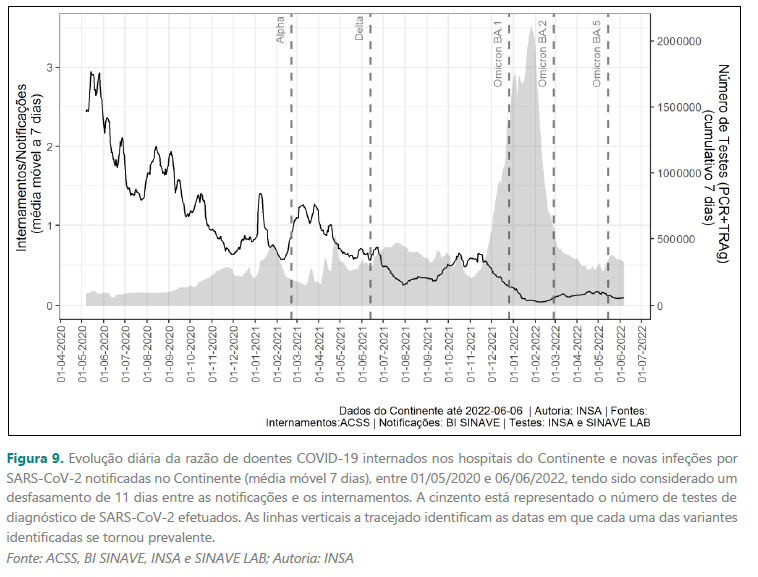 Alpha
Delta
Omicron BA.1
Omicron BA.2
Omicron BA.5
Internamentos/Notificações
(média móvel a 7 dias)
3
2
1
0
2000000
1500000
1000000
500000
0
Número de Testes (PCR+TRAg)
(cumulativo 7 dias)
01-04-2020
01-05-2020
01-06-2020
01-07-2020
01-08-2020
01-09-2020
01-10-2020
01-11-2020
01-12-2020
01-01-2021
01-02-2021
01-03-2021
01-04-2021
01-05-2021
01-06-2021
01-07-2021
01-08-2021
01-09-2021
01-10-2021
01-11-2021
01-12-2021
01-01-2022
01-02-2022
01-03-2022
01-04-2022
01-05-2022
01-06-2022
01-07-2022
Dados do Continente até 2022-06-06 | Autoria: INSA | Fontes:
Internamentos:ACSS | Notificações: BI SINAVE | Testes: INSA e SINAVE LAB
Figura 9. Evolução diária da razão de doentes COVID-19 internados nos hospitais do Continente e novas infeções por
SARS-CoV-2 notificadas no Continente (média móvel 7 dias), entre 01/05/2020 e 06/06/2022, tendo sido considerado um
desfasamento de 11 dias entre as notificações e os internamentos. A cinzento está representado o número de testes de
diagnóstico de SARS-CoV-2 efetuados. As linhas verticais a tracejado identificam as datas em que cada uma das variantes
identificadas se tornou prevalente.
Fonte: ACSS, BI SINAVE, INSA e SINAVE LAB; Autoria: INSA